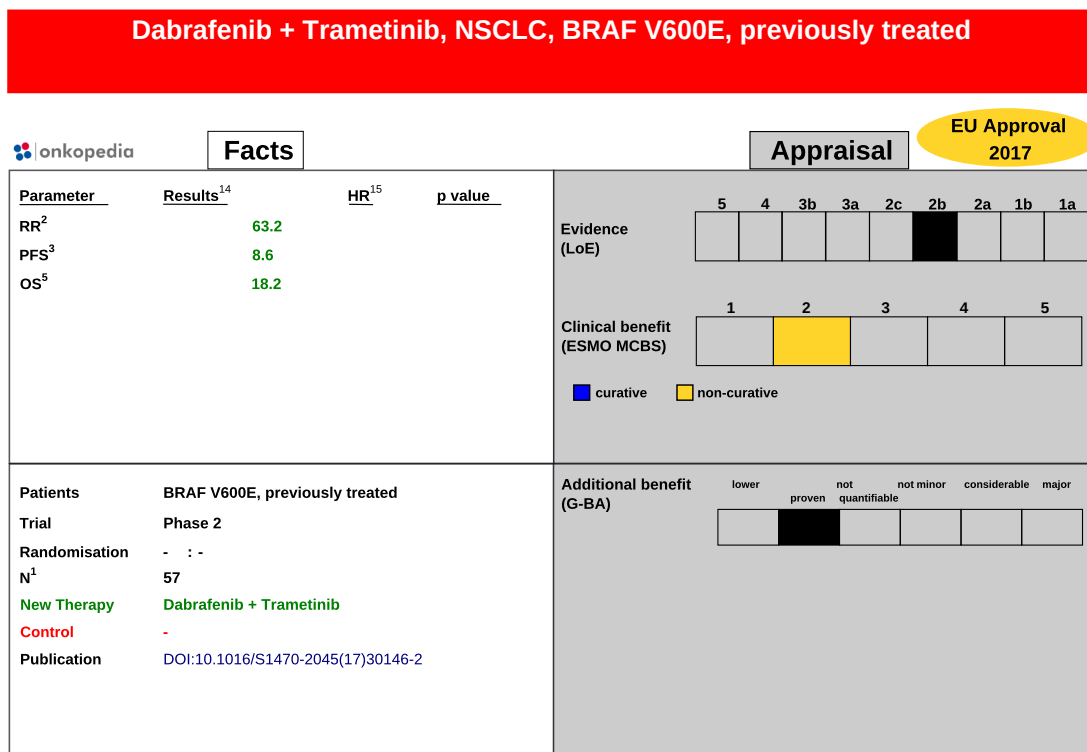 Dabrafenib + Trametinib, NSCLC, BRAF V600E, previously treated
onkopedia
Facts
Appraisal
EU Approval
2017
Parameter Results14 HR15 p value
RR2 63.2
PFS3 8.6
OS5 18.2
5 4 3b 3a 2c 2b 2a 1b 1a
Evidence
(LoE)
1 2 3 4 5
Clinical benefit
(ESMO MCBS)
curative non-curative
Patients BRAF V600E, previously treated
Trial Phase 2
Randomisation - : -
N1 57
New Therapy Dabrafenib + Trametinib
Control -
Publication DOI:10.1016/S1470-2045(17)30146-2
Additional benefit
(G-BA)
lower not not minor considerable major
proven quantifiable